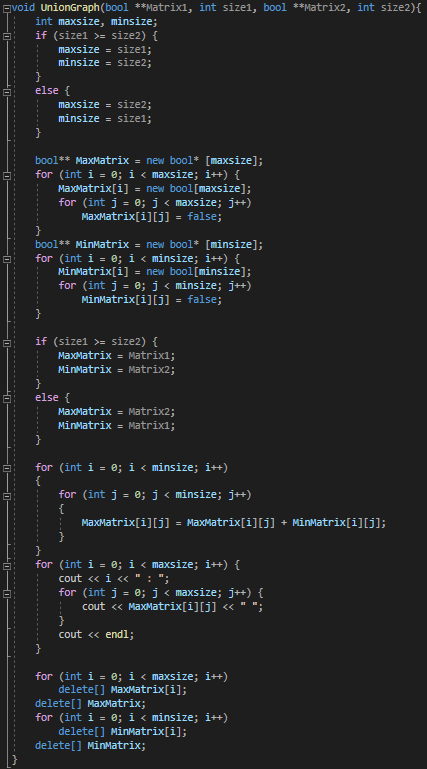 void UnionGraph(bool **Matrix1, int size1, bool **Matrix2, int size2){
int maxsize, minsize;
if (size1 >= size2) {
maxsize = size1;
minsize = size2;
}
else {
maxsize = size2;
minsize = size1;
}
bool** MaxMatrix = new bool* [maxsize];
for (int i = 0; i < maxsize; i++) {
MaxMatrix[i] = new bool[maxsize];
for (int j = 0; j < maxsize; j++)
MaxMatrix[i][j] = false;
}
bool** MinMatrix = new bool* [minsize];
for (int i = 0; i < minsize; i++) {
MinMatrix[i] = new bool[minsize];
for (int j = 0; j < minsize; j++)
MinMatrix[i][j] = false;
}
if (size1 >= size2) {
MaxMatrix = Matrix1;
MinMatrix = Matrix2;
}
else {
MaxMatrix = Matrix2;
MinMatrix = Matrix1;
}
for (int i = 0; i < minsize; i++)
{
for (int j = 0; j < minsize; j++)
{
MaxMatrix[i][j] = MaxMatrix[i][j] + MinMatrix[i][j];
}
}
for (int i = 0; i < maxsize; i++) {
cout << i << " : ";
for (int j = 0; j < maxsize; j++) {
cout << MaxMatrix[i][j] << " ";
}
cout << endl;
}
for (int i = 0; i < maxsize; i++)
delete[] MaxMatrix[i];
delete[] MaxMatrix;
for (int i = 0; i < minsize; i++)
delete[] MinMatrix[i];
delete[] MinMatrix;
}